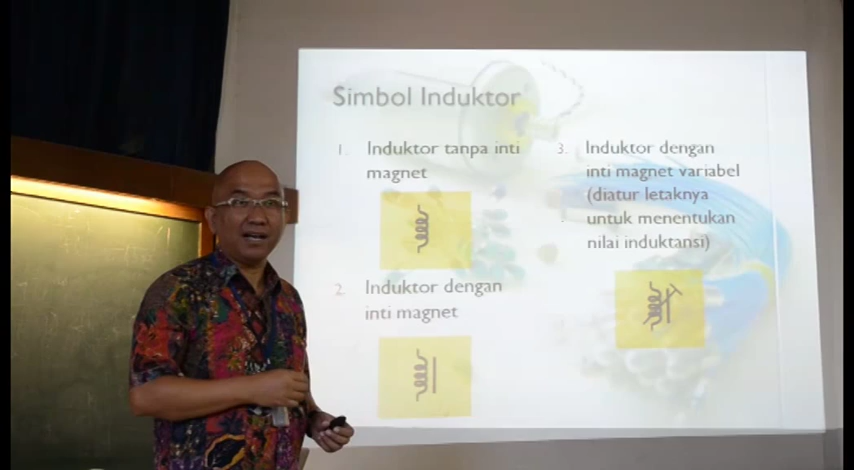 Simbol Induktor
1. Induktor tanpa inti
magnet
2. Induktor dengan
inti magnet
3. Induktor dengan
inti magnet variabel
(diatur letaknya
untuk menentukan
nilai induktansi)